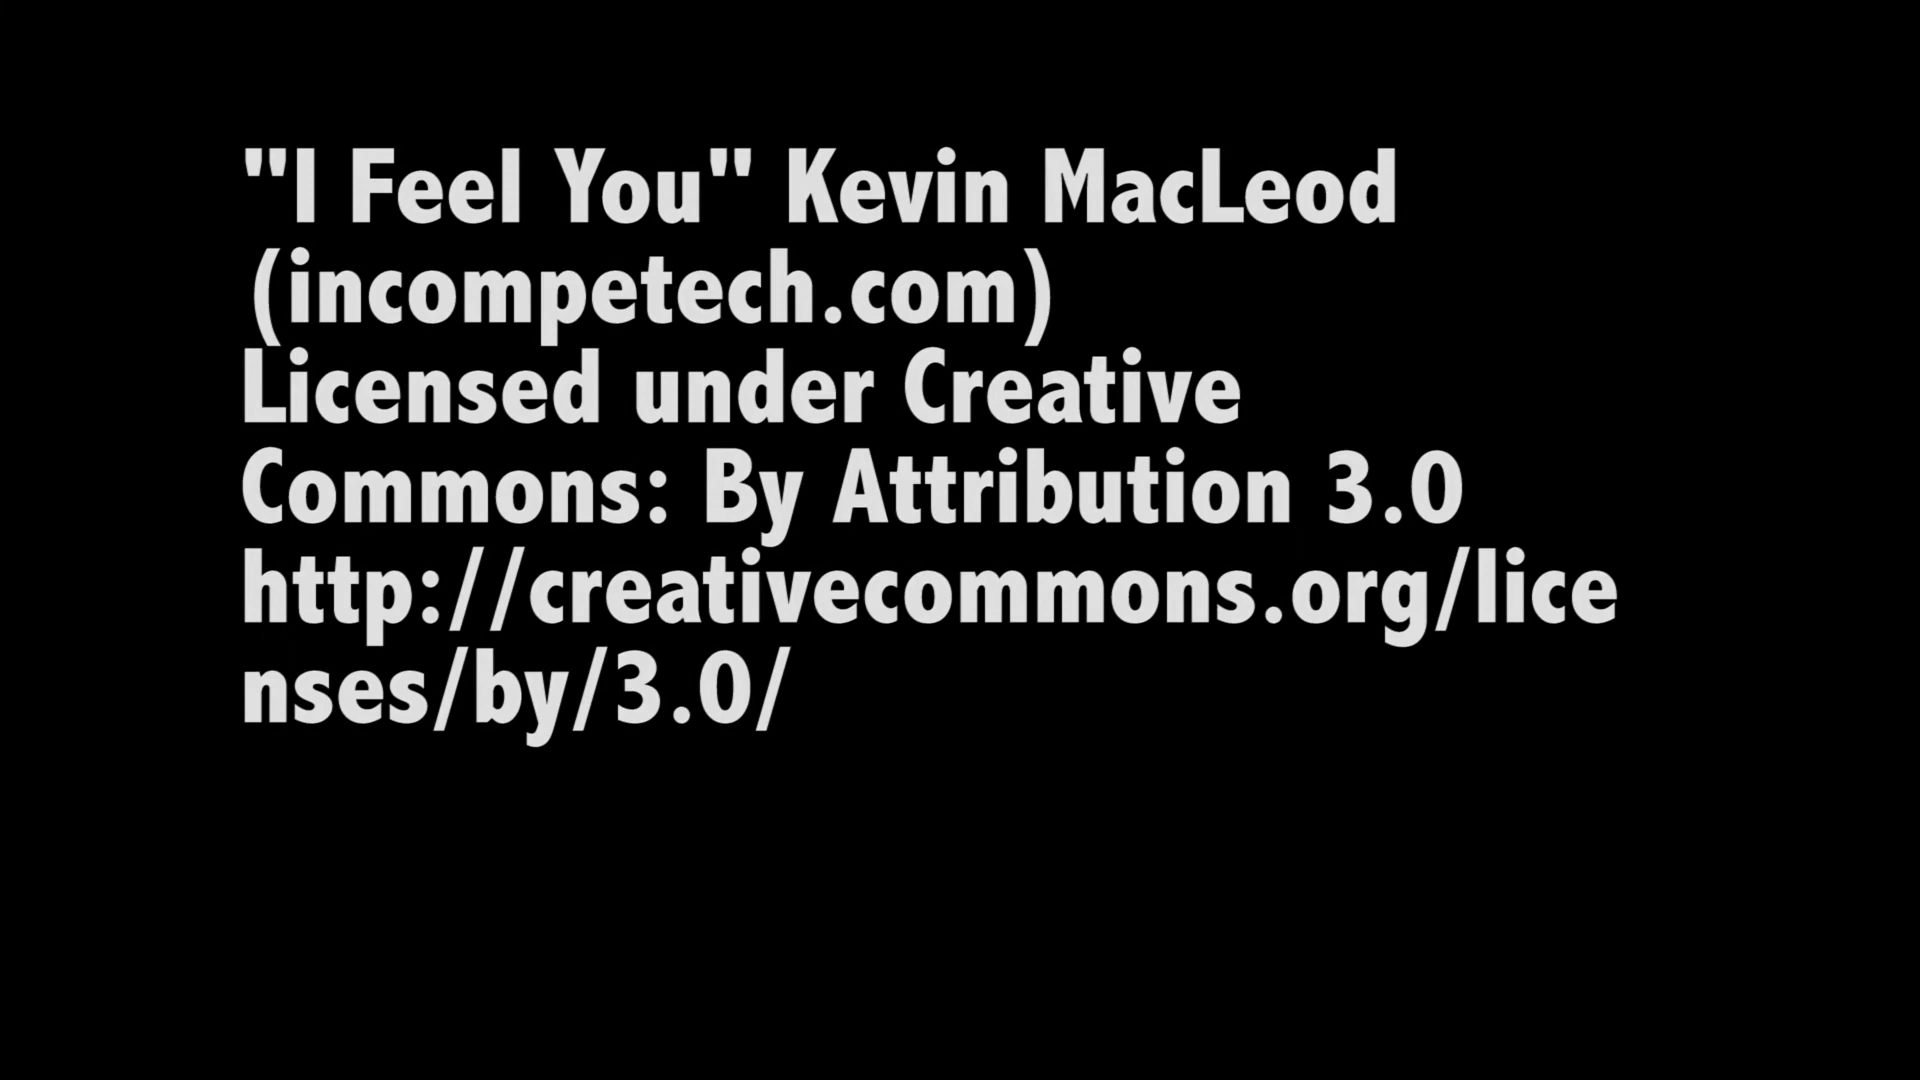 "I Feel You" Kevin MacLeod
(incompetech.com)
Licensed under Creative
Commons: By Attribution 3.0
http://creativecommons.org/lice
nses/by/3.0/